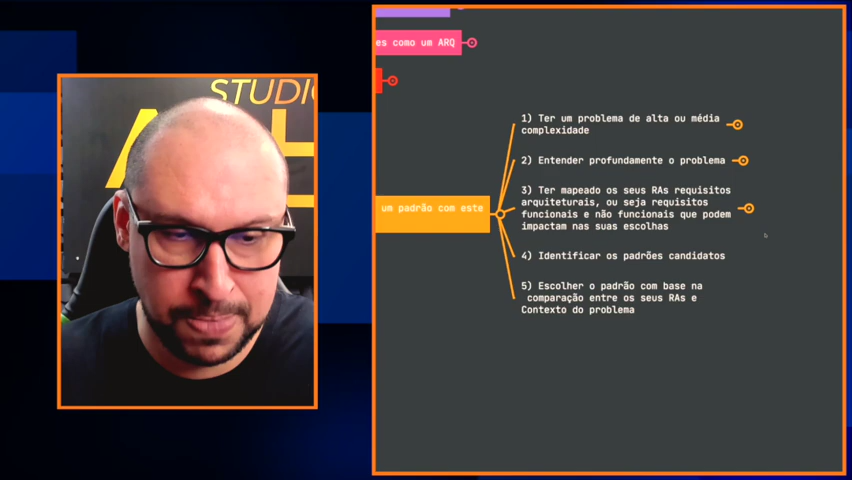 STUDIO
es como um ARQ
um padrão com este
1) Ter um problema de alta ou média
complexidade
2) Entender profundamente o problema
3) Ter mapeado os seus RAs requisitos
arquiteturais, ou seja requisitos
funcionais e não funcionais que podem
impactam nas suas escolhas
4) Identificar os padrões candidatos
5) Escolher o padrão com base na
comparação entre os seus RAs e
Contexto do problema